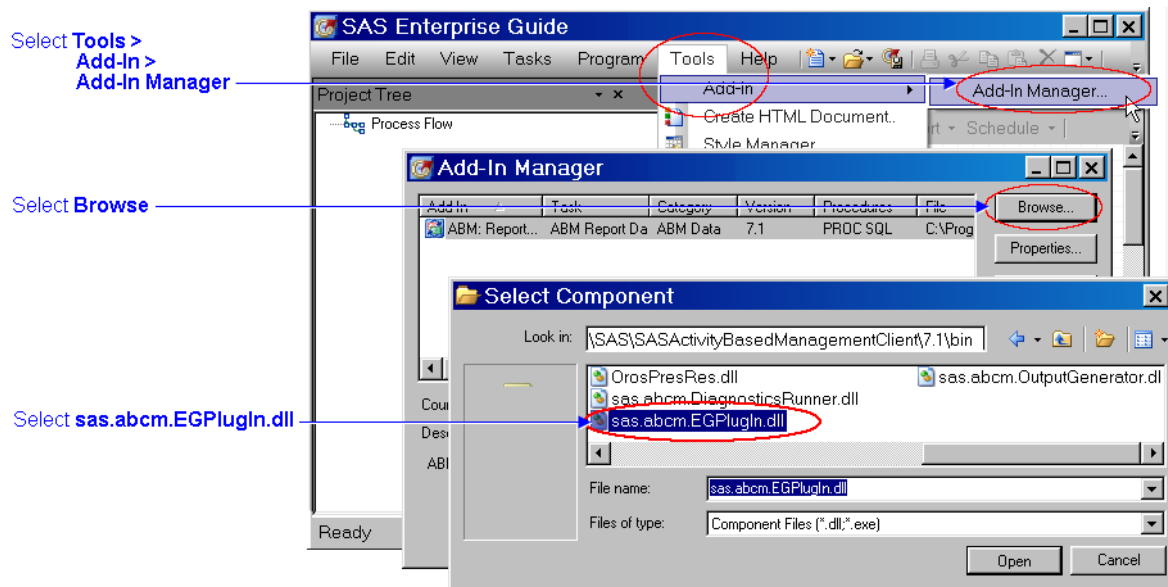 SAS Enterprise Guide
Select Tools >
Add-In >
Add-In Manager
File Edit View Tasks Program Tools Help
Project Tree
Add-In
Add-In Manager...
Process Flow
Create HTML Document..
Schedule
Style Manager
Add-In Manager
Select Browse
Add In Task Category Version Procedures File
Browse...
ABM: Report... ABM Report Da ABM Data 7.1 PROC SQL C:\Prog
Properties...
Select Component
Look in: \SAS\SASActivityBasedManagementClient\7.1\bin
OrosPresRes.dll
sas.abcm.OutputGenerator.dl
sas.abcm.DiagnosticsRunner.dll
Select sas.abcm.EGPlugIn.dll
sas.abcm.EGPlugIn.dll
Cour
Desc
ABI
File name: sas.abcm.EGPlugIn.dll
Files of type: Component Files (*.dll;*.exe)
Ready
Open Cancel